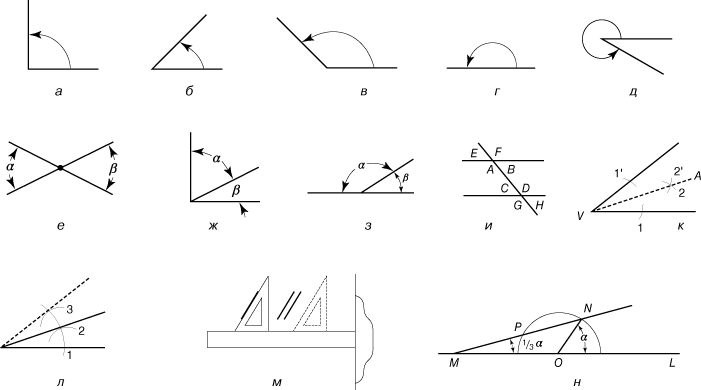 а б в г д
α β α β α β E F A B C D G H 1' 2' A 2 V 1
е ж з и к
3 2 1 N P 1/3 α α M O L
л м н